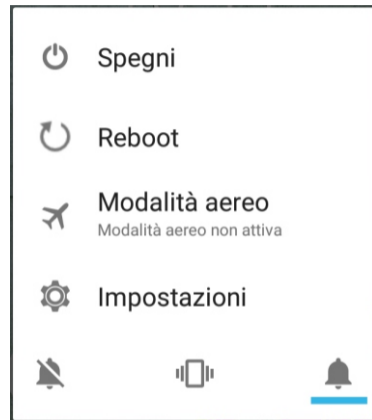 Spegni
Reboot
Modalità aereo
Modalità aereo non attiva
Impostazioni